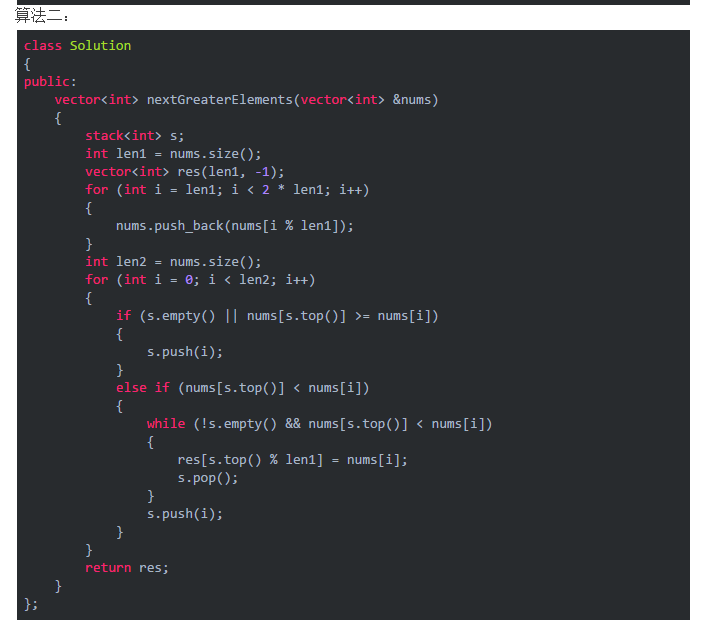 算法二：
class Solution
{
public:
    vector<int> nextGreaterElements(vector<int> &nums)
    {
        stack<int> s;
        int len1 = nums.size();
        vector<int> res(len1, -1);
        for (int i = len1; i < 2 * len1; i++)
        {
            nums.push_back(nums[i % len1]);
        }
        int len2 = nums.size();
        for (int i = 0; i < len2; i++)
        {
            if (s.empty() || nums[s.top()] >= nums[i])
            {
                s.push(i);
            }
            else if (nums[s.top()] < nums[i])
            {
                while (!s.empty() && nums[s.top()] < nums[i])
                {
                    res[s.top() % len1] = nums[i];
                    s.pop();
                }
                s.push(i);
            }
        }
        return res;
    }
};